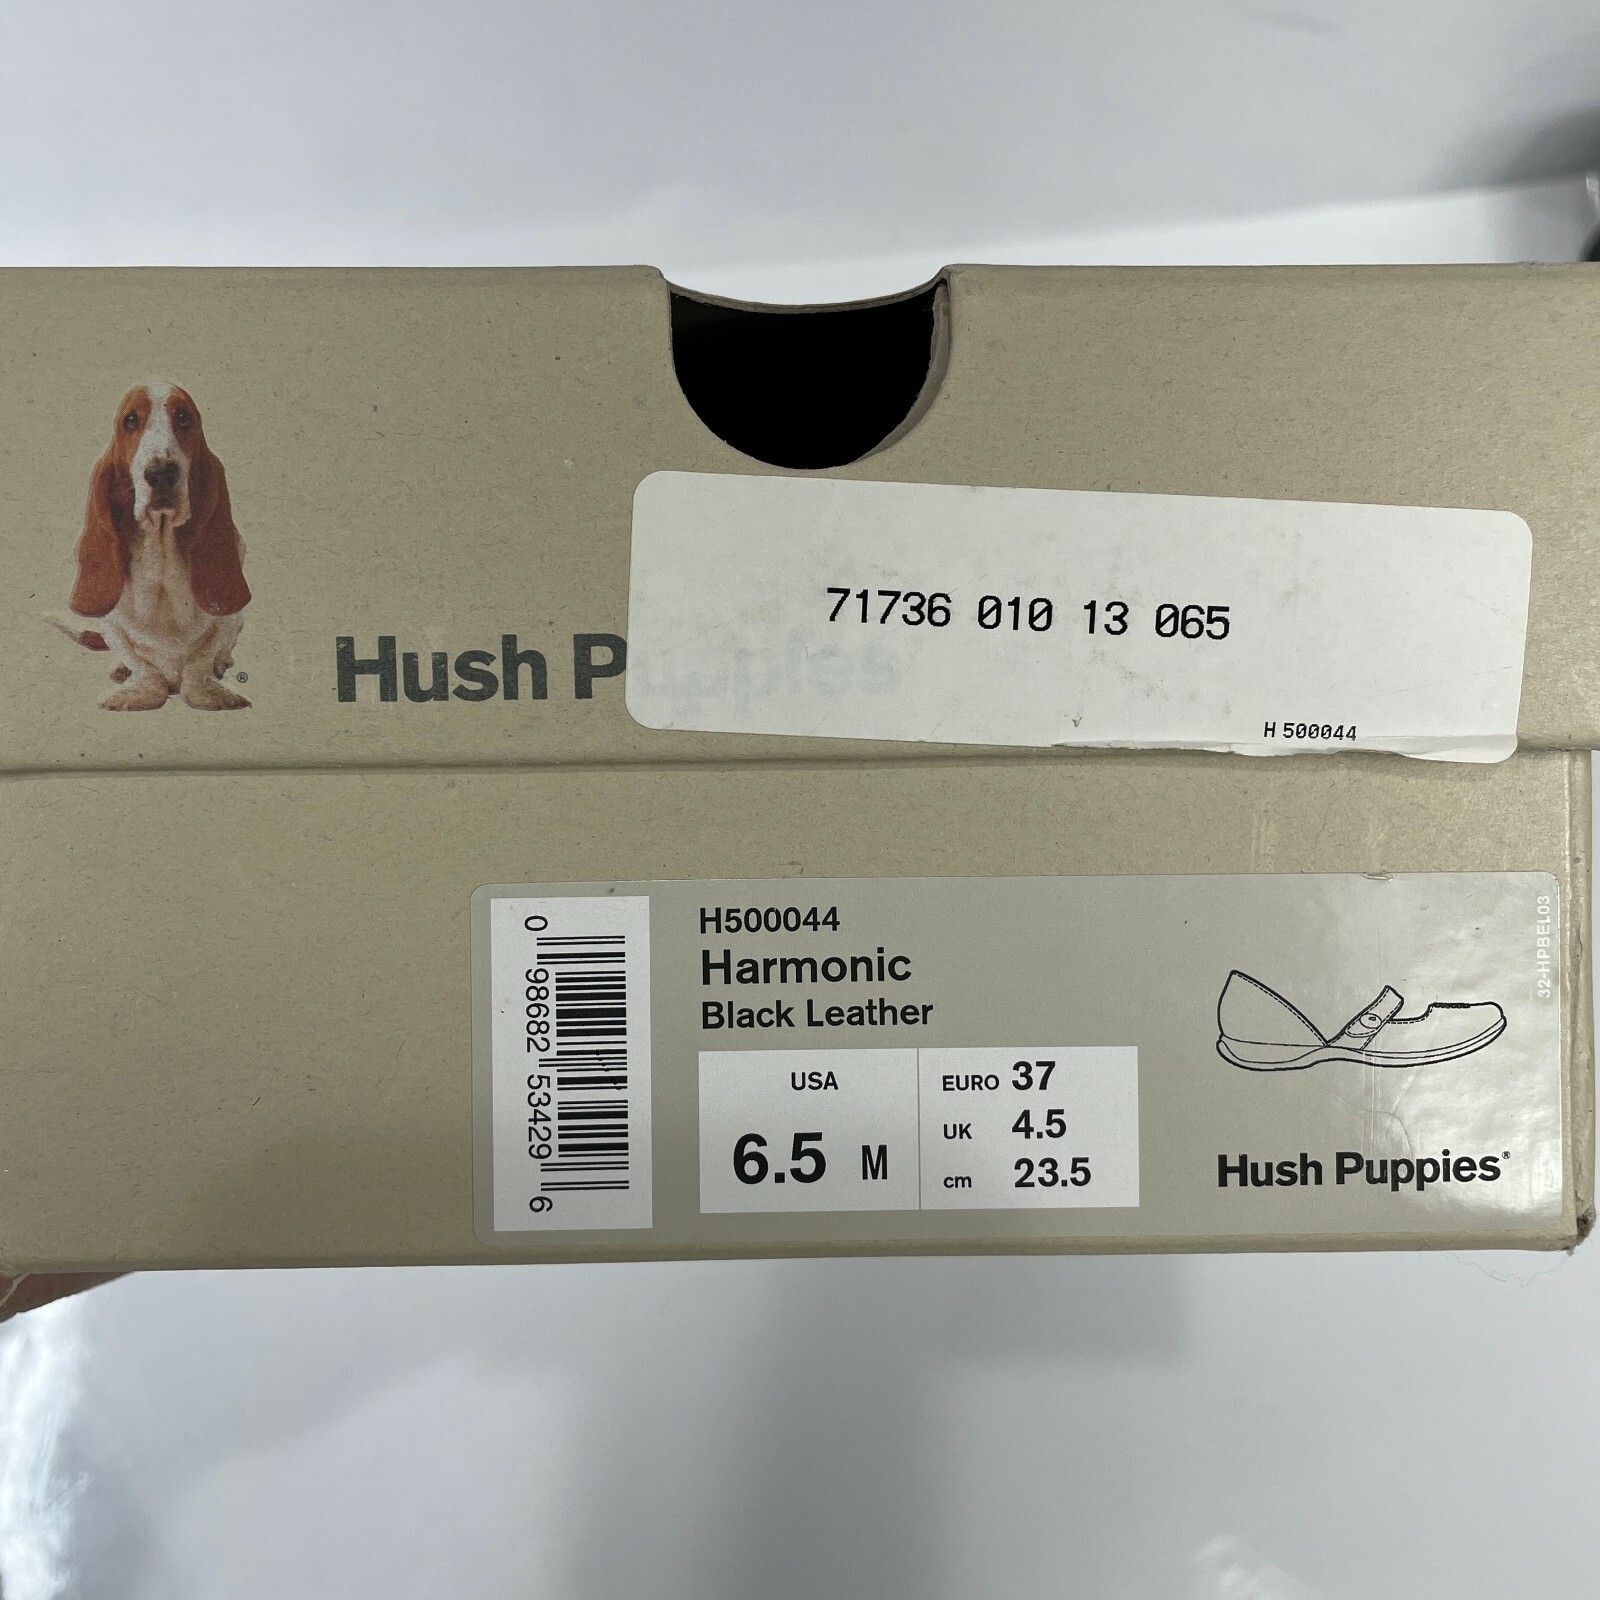 Hush Puppies
®
71736 010 13 065
H 500044
0 98682 53429 6
H500044
Harmonic
Black Leather
USA
6.5 M
EURO 37
UK 4.5
cm 23.5
32-HPBEL03
Hush Puppies®